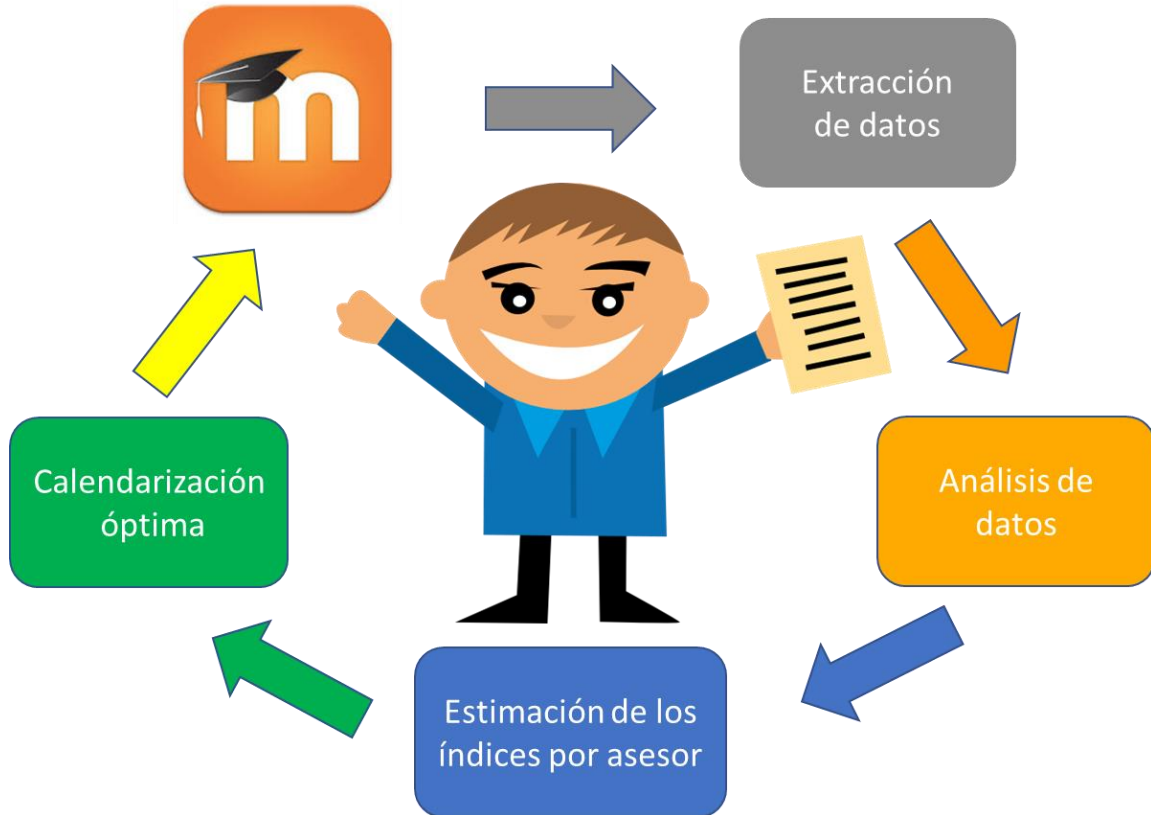 m
Extracción
de datos
Análisis de
datos
Estimación de los
índices por asesor
Calendarización
óptima